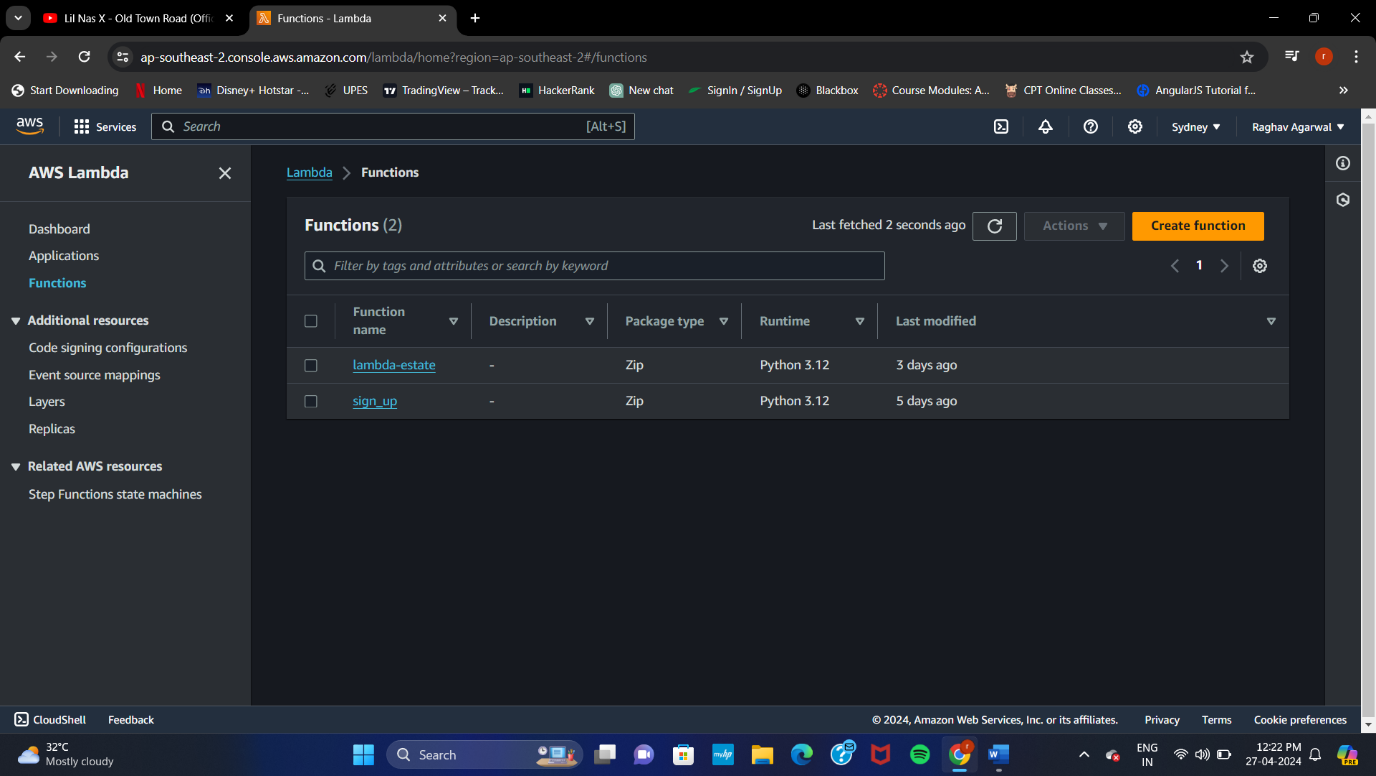 Lil Nas X - Old Town Road (Offi
Functions - Lambda
ap-southeast-2.console.aws.amazon.com/lambda/home?region=ap-southeast-2#/functions
r
Start Downloading
Home
Disney+ Hotstar -...
UPES
TradingView – Track...
HackerRank
New chat
SignIn / SignUp
Blackbox
Course Modules: A...
CPT Online Classes...
AngularJS Tutorial f...
aws
Services
Search
[Alt+S]
Sydney
Raghav Agarwal
AWS Lambda
Dashboard
Applications
Functions
Additional resources
Code signing configurations
Event source mappings
Layers
Replicas
Related AWS resources
Step Functions state machines
Lambda
Functions
Functions (2)
Last fetched 2 seconds ago
Actions
Create function
Filter by tags and attributes or search by keyword
1
Function
name
Description
Package type
Runtime
Last modified
lambda-estate - Zip Python 3.12 3 days ago
sign_up - Zip Python 3.12 5 days ago
CloudShell
Feedback
© 2024, Amazon Web Services, Inc. or its affiliates.
Privacy
Terms
Cookie preferences
32°C
Mostly cloudy
Search
myhp
ENG
IN
12:22 PM
27-04-2024
PRE